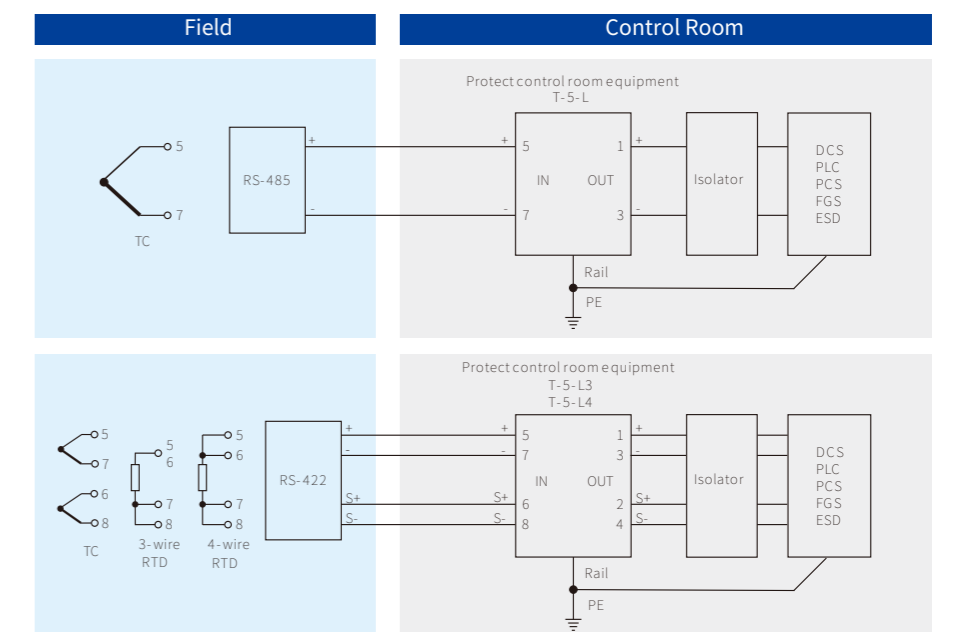 Field
Control Room
Protect control room equipment
T-5-L
5
7
TC
RS-485
+
-
+
-
5
7
IN
OUT
1
3
+
-
Isolator
DCS
PLC
PCS
FGS
ESD
Rail
PE
Protect control room equipment
T-5-L3
T-5-L4
5
7
6
8
TC
5
6
7
8
3-wire
RTD
5
6
7
8
4-wire
RTD
RS-422
+
-
S+
S-
+
-
S+
S-
5
7
6
8
IN
OUT
1
3
2
4
+
-
S+
S-
Isolator
DCS
PLC
PCS
FGS
ESD
Rail
PE